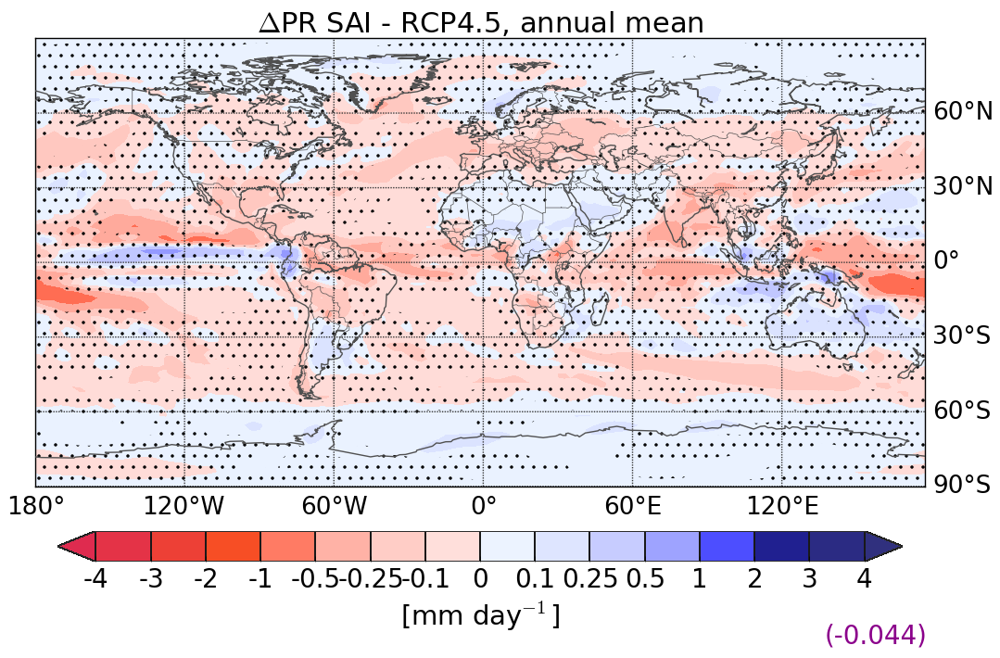 ΔPR SAI - RCP4.5, annual mean
60°N
30°N
0°
30°S
60°S
90°S
180° 120°W 60°W 0° 60°E 120°E
-4 -3 -2 -1 -0.5 -0.25 -0.1 0 0.1 0.25 0.5 1 2 3 4
[mm day⁻¹]
(-0.044)